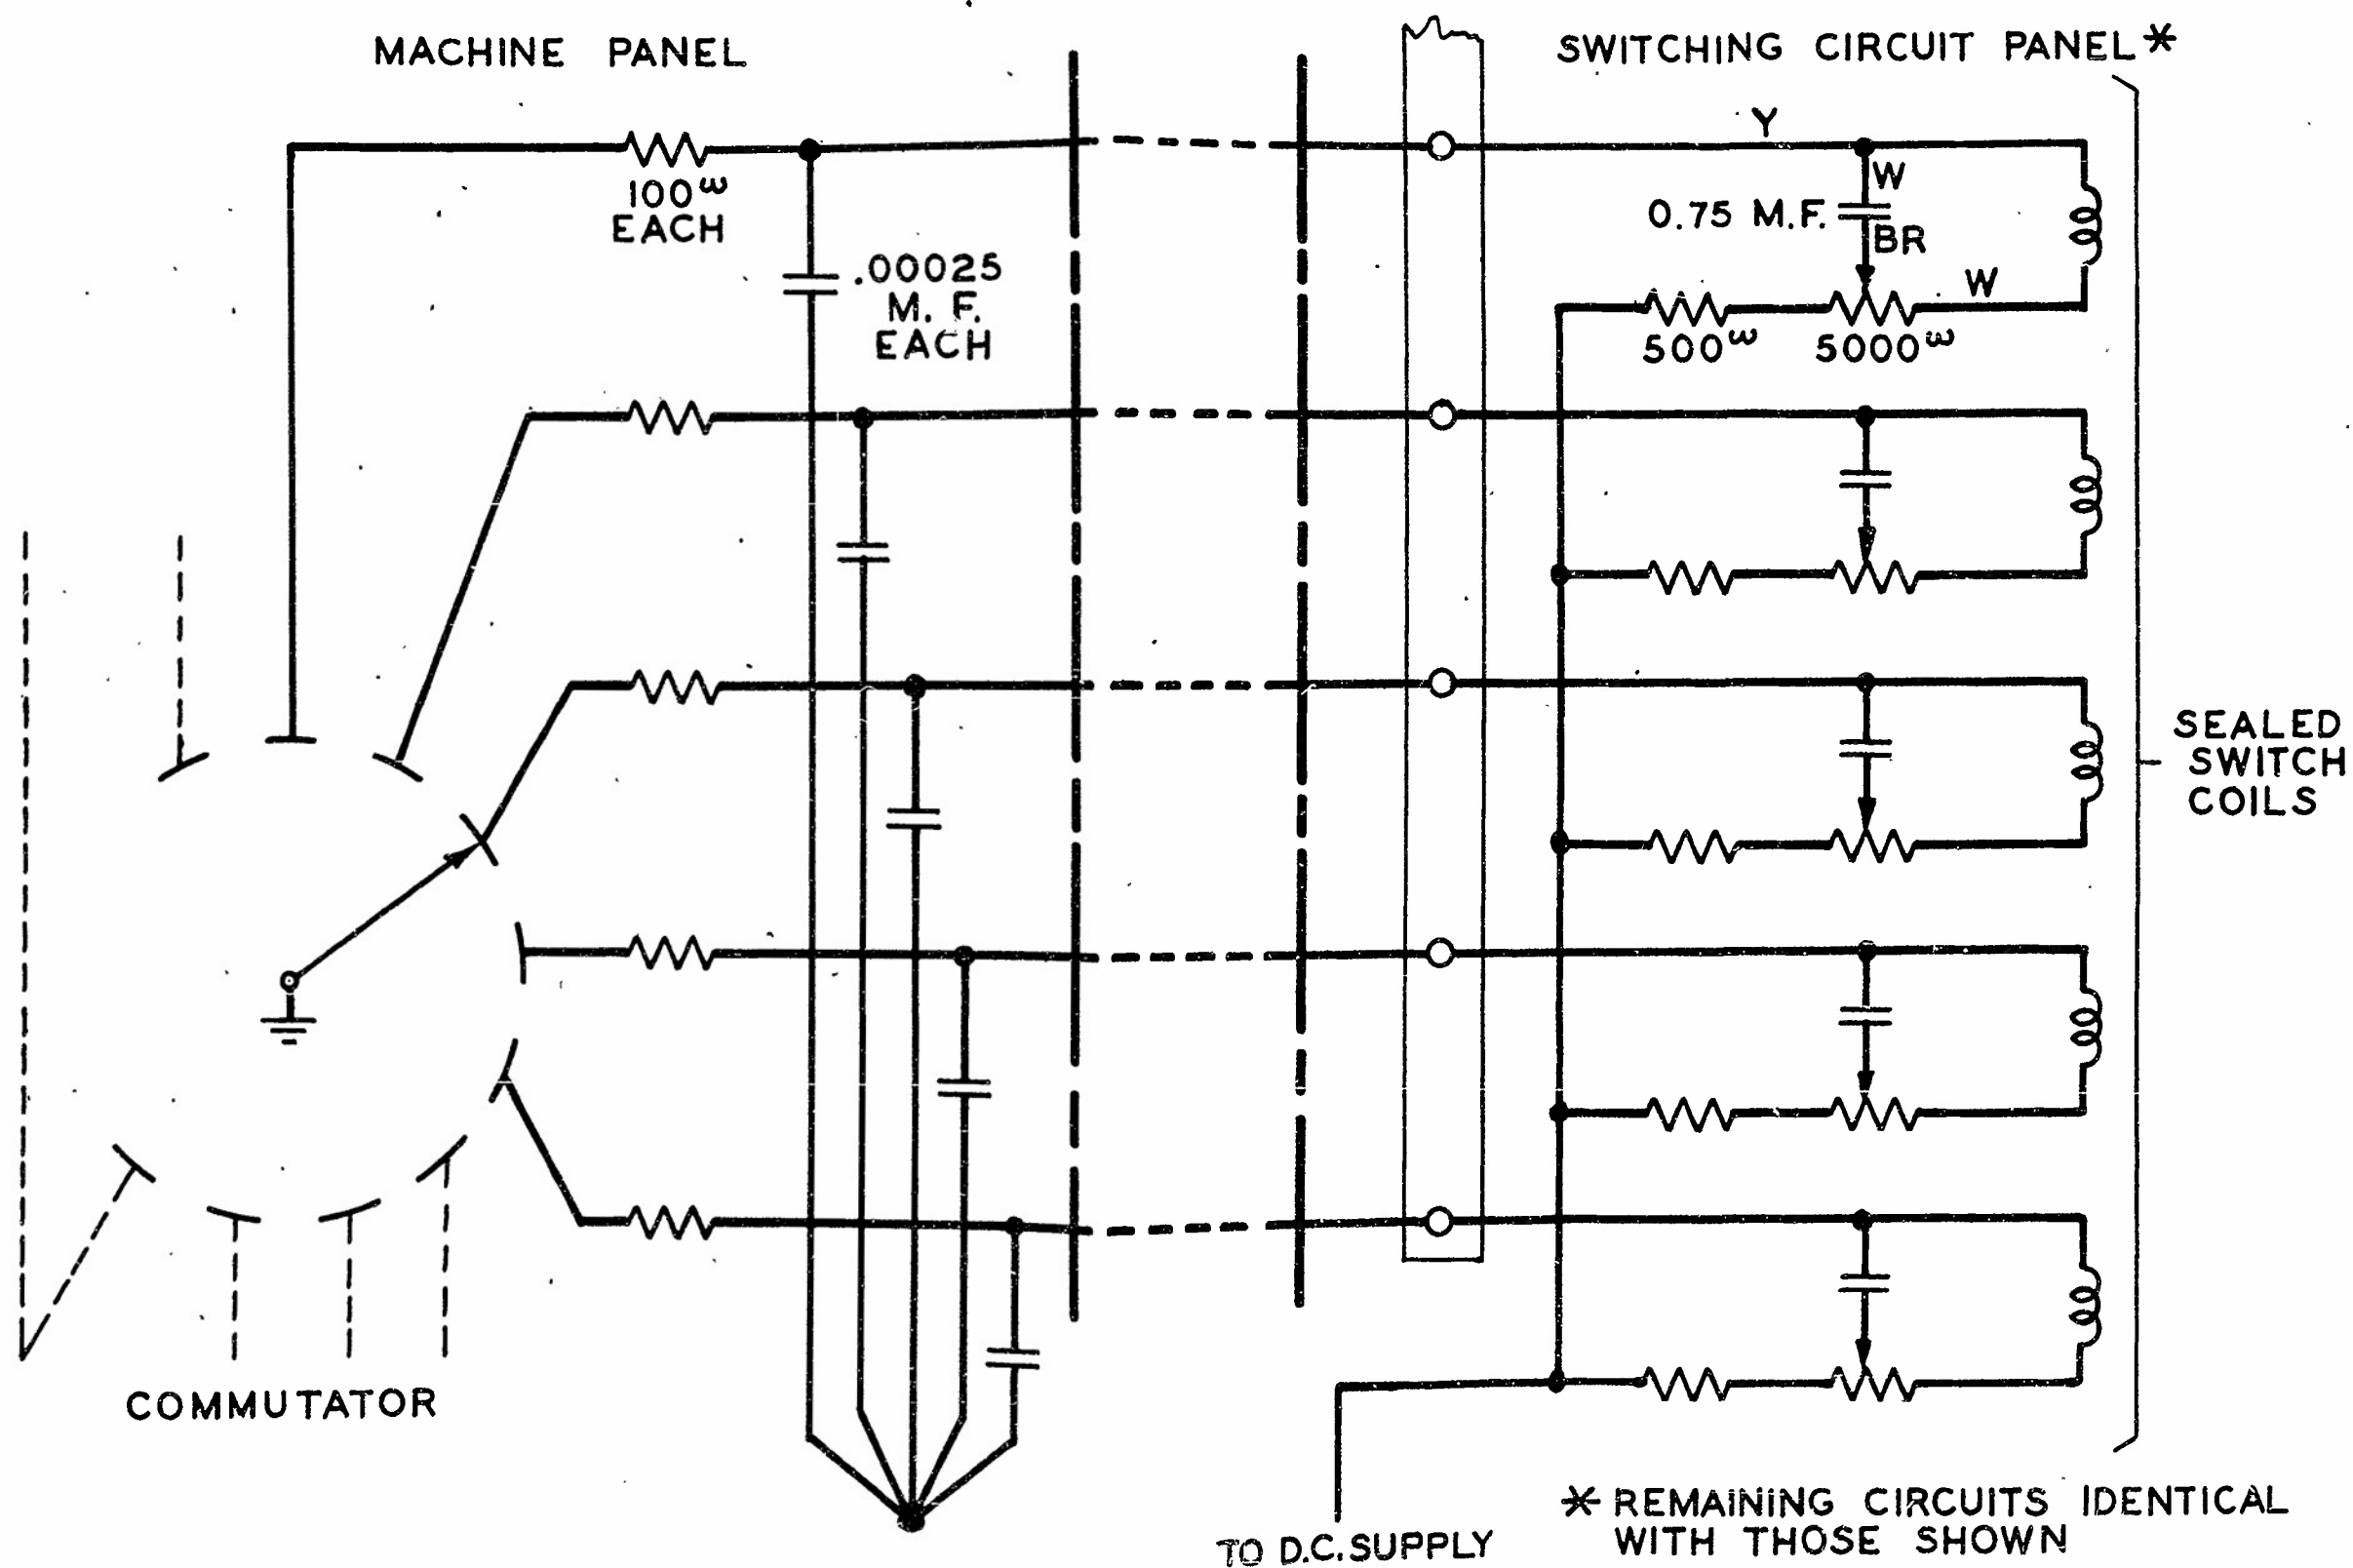 MACHINE PANEL
SWITCHING CIRCUIT PANEL*
100ω
EACH
.00025
M. F.
EACH
Y
W
0.75 M.F.
BR
W
500ω
5000ω
SEALED
SWITCH
COILS
COMMUTATOR
TO D.C. SUPPLY
* REMAINING CIRCUITS IDENTICAL
WITH THOSE SHOWN